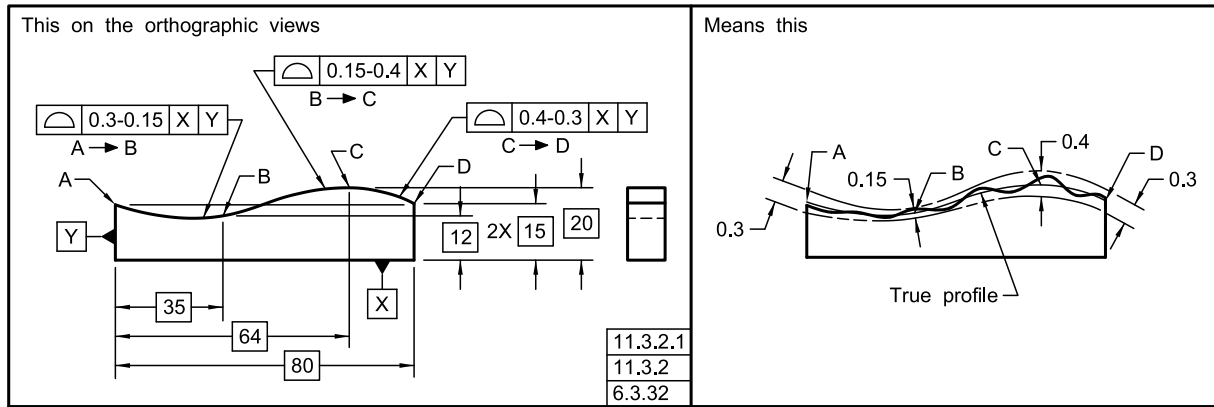 This on the orthographic views
⌓ 0.15-0.4 X Y
B → C
⌓ 0.3-0.15 X Y
A → B
⌓ 0.4-0.3 X Y
C → D
A
B
C
D
Y
X
12
2X 15
20
35
64
80
11.3.2.1
11.3.2
6.3.32
Means this
A
0.15
B
C
0.4
D
0.3
0.3
True profile